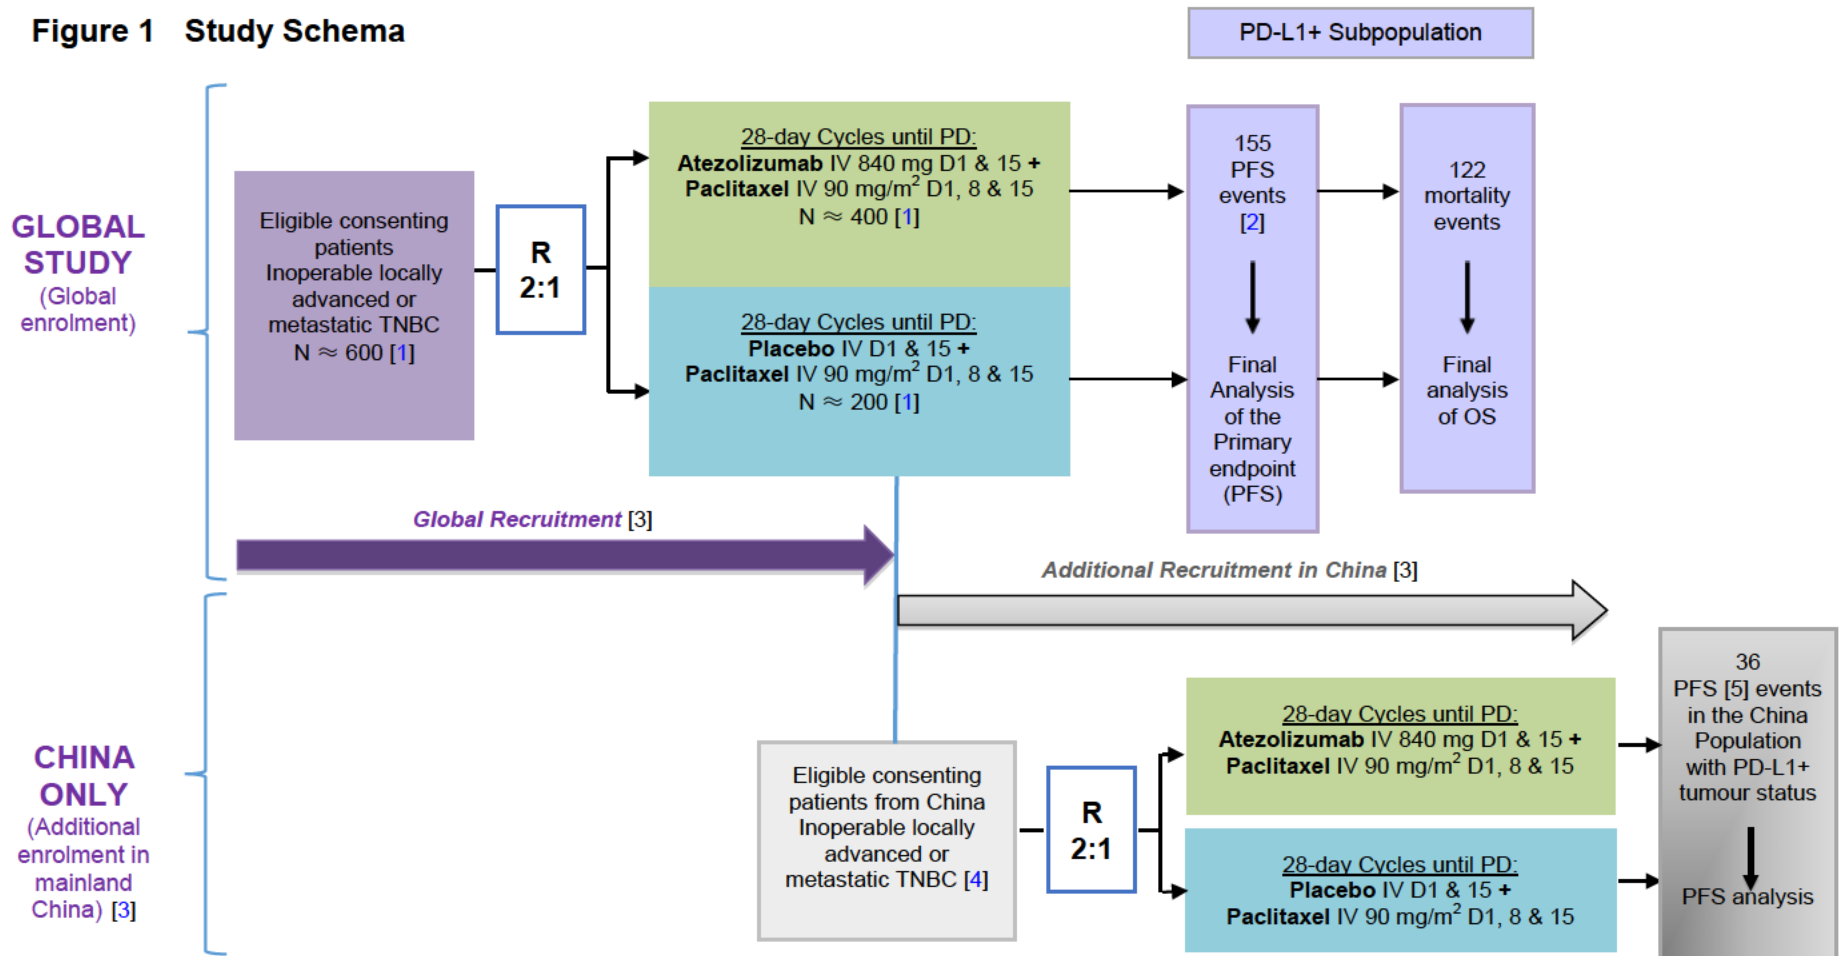 Figure 1 Study Schema
PD-L1+ Subpopulation
GLOBAL
STUDY
(Global
enrolment)
Eligible consenting
patients
Inoperable locally
advanced or
metastatic TNBC
N ≈ 600 [1]
R
2:1
28-day Cycles until PD:
Atezolizumab IV 840 mg D1 & 15 +
Paclitaxel IV 90 mg/m² D1, 8 & 15
N ≈ 400 [1]
28-day Cycles until PD:
Placebo IV D1 & 15 +
Paclitaxel IV 90 mg/m² D1, 8 & 15
N ≈ 200 [1]
155
PFS
events
[2]
Final
Analysis
of the
Primary
endpoint
(PFS)
122
mortality
events
Final
analysis
of OS
Global Recruitment [3]
Additional Recruitment in China [3]
CHINA
ONLY
(Additional
enrolment in
mainland
China) [3]
Eligible consenting
patients from China
Inoperable locally
advanced or
metastatic TNBC [4]
R
2:1
28-day Cycles until PD:
Atezolizumab IV 840 mg D1 & 15 +
Paclitaxel IV 90 mg/m² D1, 8 & 15
28-day Cycles until PD:
Placebo IV D1 & 15 +
Paclitaxel IV 90 mg/m² D1, 8 & 15
36
PFS [5] events
in the China
Population
with PD-L1+
tumour status
PFS analysis